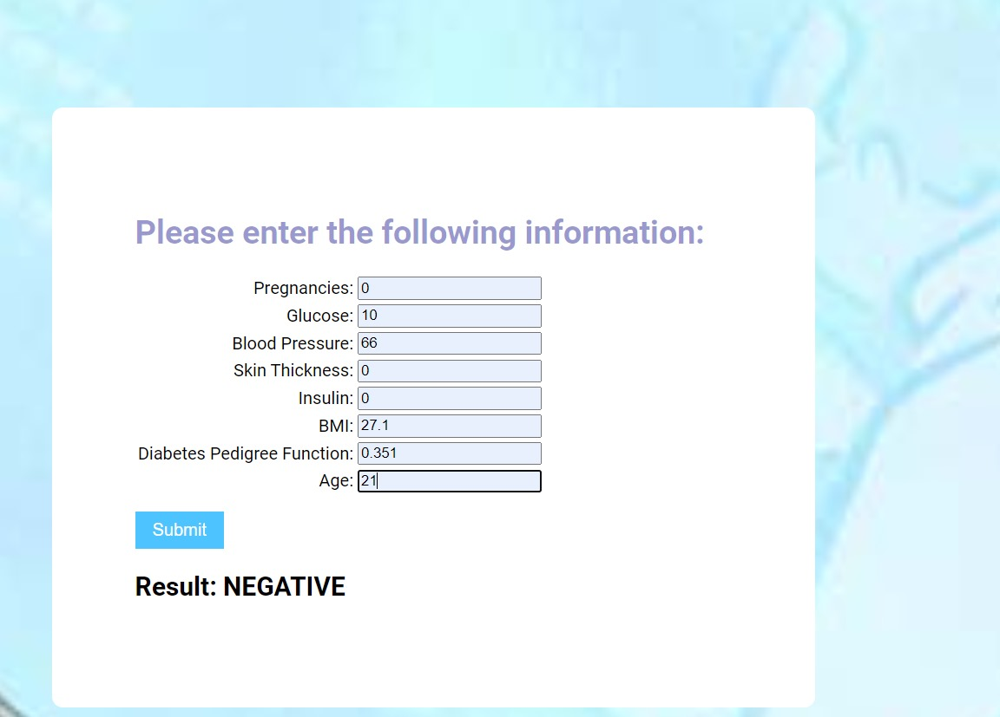 Please enter the following information:
Pregnancies: 0
Glucose: 10
Blood Pressure: 66
Skin Thickness: 0
Insulin: 0
BMI: 27.1
Diabetes Pedigree Function: 0.351
Age: 21
Submit
Result: NEGATIVE